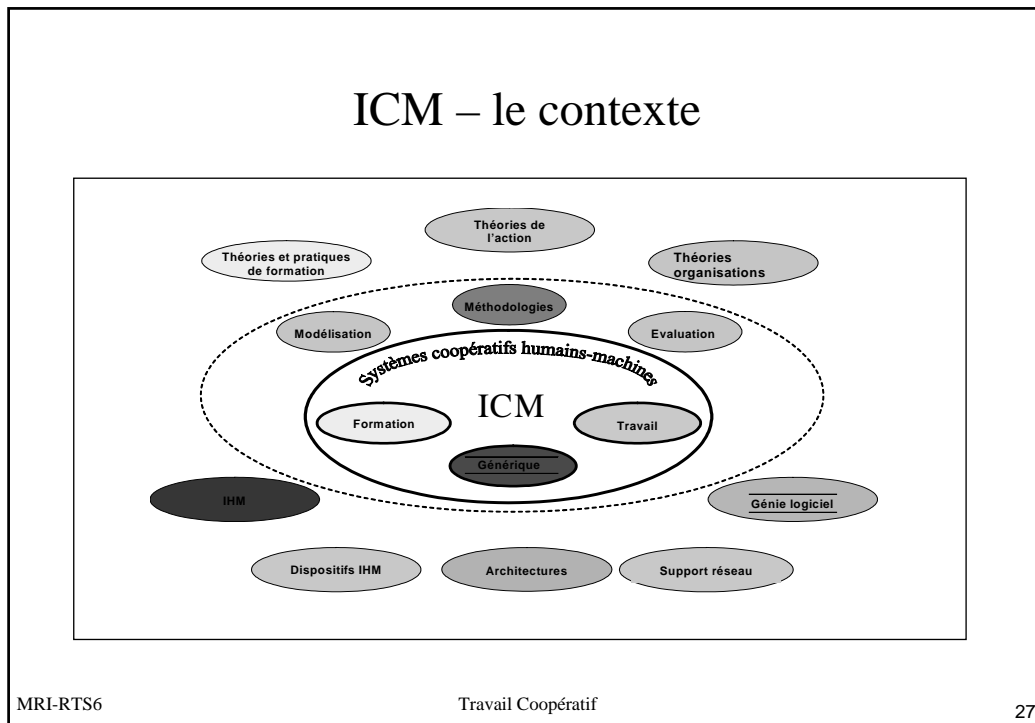 ICM – le contexte
Théories de
l'action
Théories et pratiques
de formation
Théories
organisations
Méthodologies
Modélisation
Evaluation
Systèmes coopératifs humains-machines
ICM
Formation
Travail
Générique
IHM
Génie logiciel
Dispositifs IHM
Architectures
Support réseau
MRI-RTS6
Travail Coopératif
27